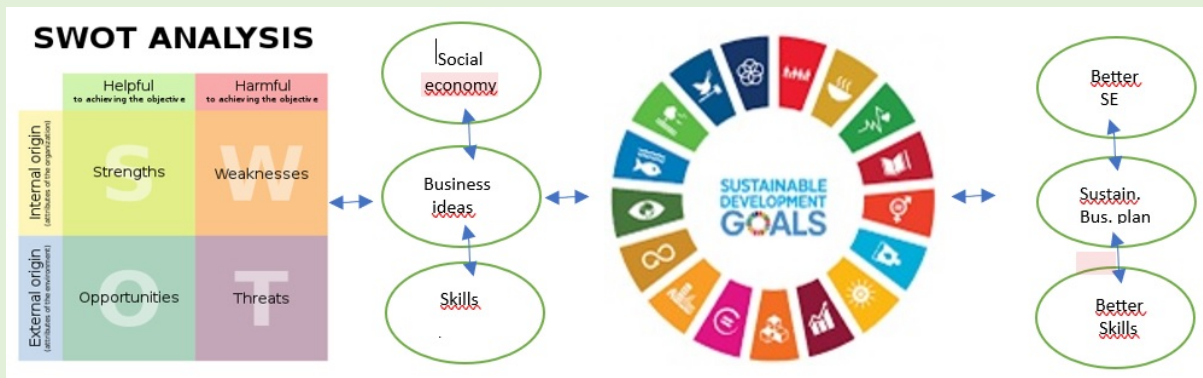 SWOT ANALYSIS
Helpful
to achieving the objective
Harmful
to achieving the objective
Internal origin
(attributes of the organization)
S
Strengths
W
Weaknesses
External origin
(attributes of the environment)
O
Opportunities
T
Threats
Social
economy
Business
ideas
Skills
.
SUSTAINABLE
DEVELOPMENT
GOALS
Better
SE
Sustain.
Bus. plan
Better
Skills